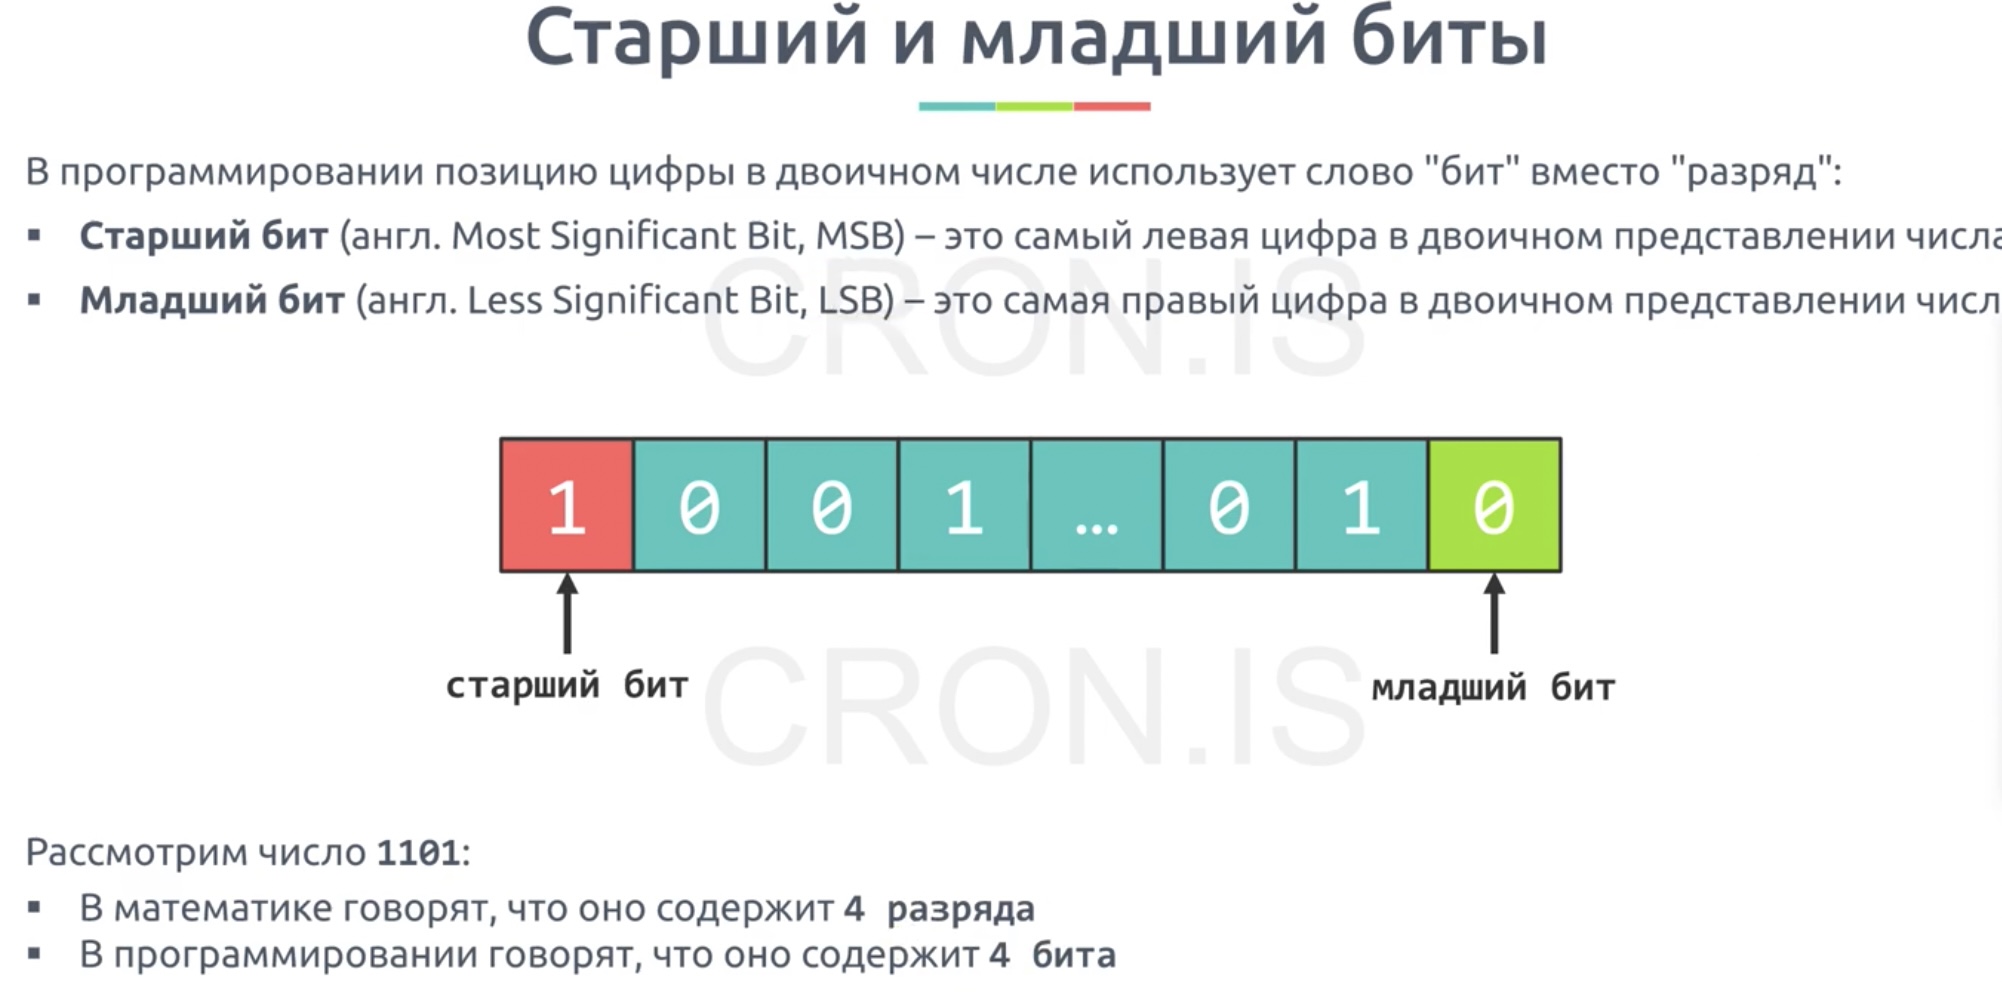 Старший и младший биты
В программировании позицию цифры в двоичном числе использует слово "бит" вместо "разряд":
▪ Старший бит (англ. Most Significant Bit, MSB) – это самый левая цифра в двоичном представлении числа
▪ Младший бит (англ. Less Significant Bit, LSB) – это самая правый цифра в двоичном представлении числ
CRON.IS
1 0 0 1 ... 0 1 0
старший бит младший бит
CRON.IS
Рассмотрим число 1101:
▪ В математике говорят, что оно содержит 4 разряда
▪ В программировании говорят, что оно содержит 4 бита